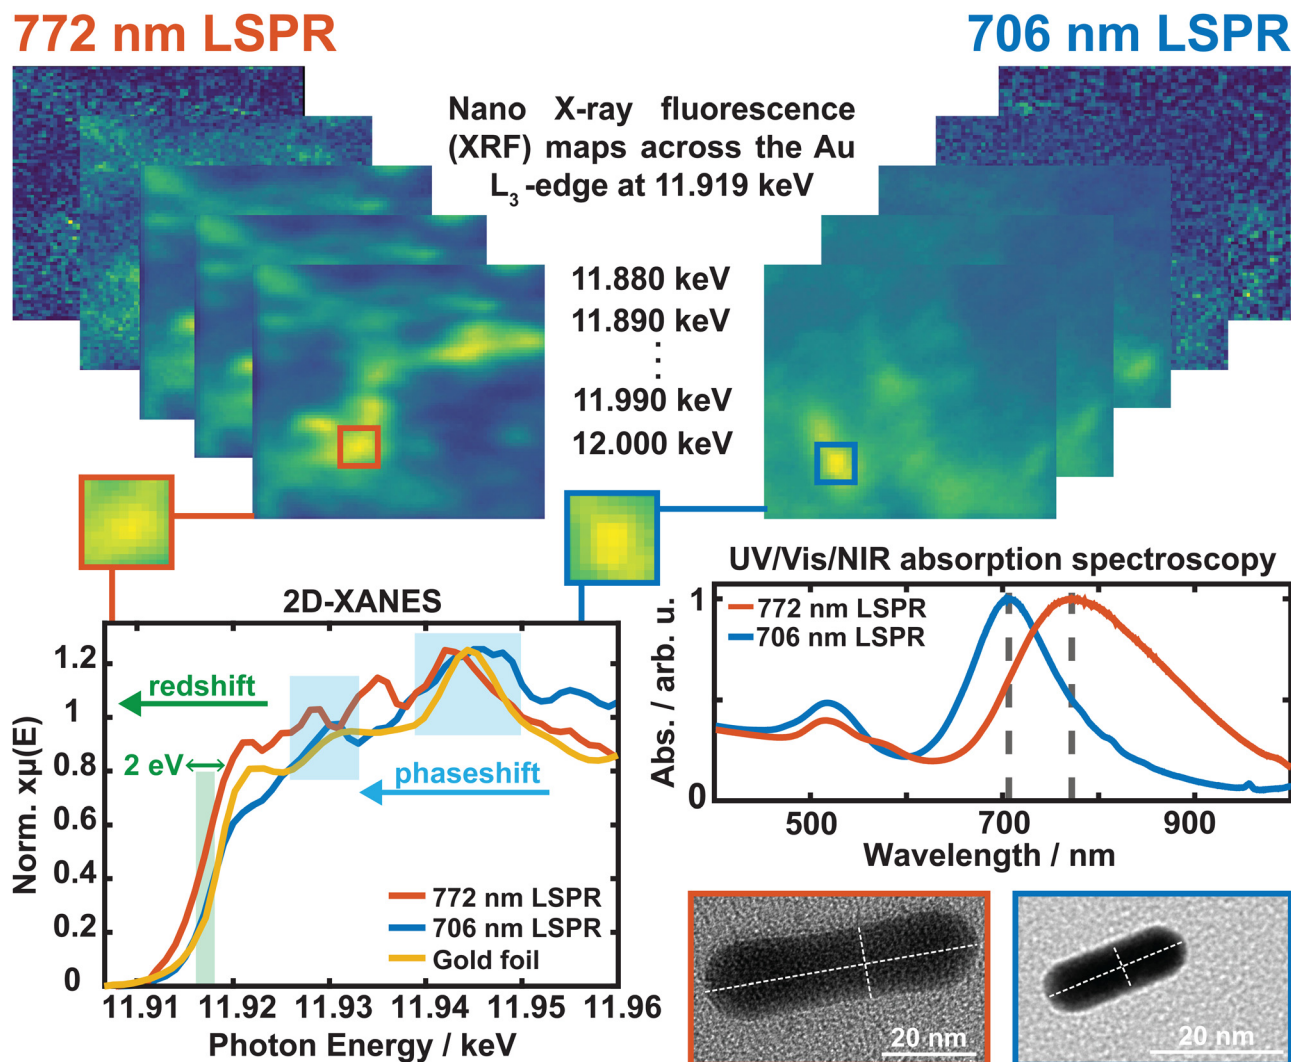 772 nm LSPR
706 nm LSPR
Nano X-ray fluorescence
(XRF) maps across the Au
L3-edge at 11.919 keV
11.880 keV
11.890 keV
⋮
11.990 keV
12.000 keV
2D-XANES
1.2
1
0.8
0.6
0.4
0.2
0
Norm. xμ(E)
redshift
2 eV
phaseshift
772 nm LSPR
706 nm LSPR
Gold foil
11.91 11.92 11.93 11.94 11.95 11.96
Photon Energy / keV
UV/Vis/NIR absorption spectroscopy
1
0
Abs. / arb. u.
772 nm LSPR
706 nm LSPR
500 700 900
Wavelength / nm
20 nm
20 nm